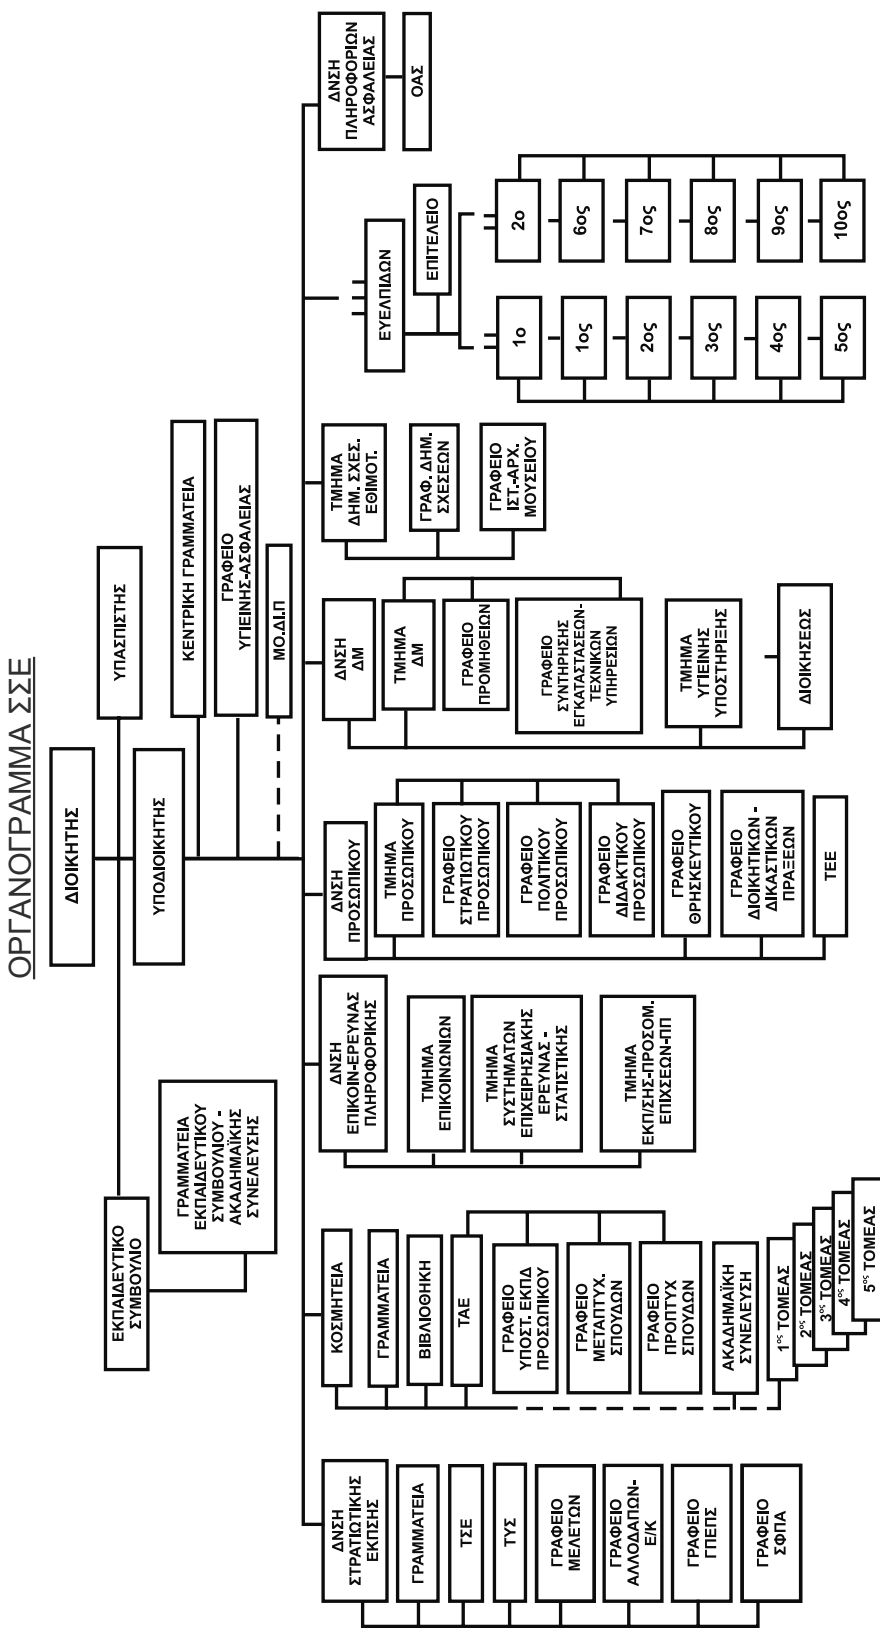 ΟΡΓΑΝΟΓΡΑΜΜΑ ΣΣΕ
ΔΙΟΙΚΗΤΗΣ
ΥΠΑΣΠΙΣΤΗΣ
ΕΚΠΑΙΔΕΥΤΙΚΟ
ΣΥΜΒΟΥΛΙΟ
ΓΡΑΜΜΑΤΕΙΑ
ΕΚΠΑΙΔΕΥΤΙΚΟΥ
ΣΥΜΒΟΥΛΙΟΥ -
ΑΚΑΔΗΜΑΪΚΗΣ
ΣΥΝΕΛΕΥΣΗΣ
ΥΠΟΔΙΟΙΚΗΤΗΣ
ΚΕΝΤΡΙΚΗ ΓΡΑΜΜΑΤΕΙΑ
ΓΡΑΦΕΙΟ
ΥΓΙΕΙΝΗΣ-ΑΣΦΑΛΕΙΑΣ
ΜΟ.ΔΙ.Π
ΔΝΣΗ
ΣΤΡΑΤΙΩΤΙΚΗΣ
ΕΚΠΣΗΣ
ΓΡΑΜΜΑΤΕΙΑ
ΤΣΕ
ΤΥΣ
ΓΡΑΦΕΙΟ
ΜΕΛΕΤΩΝ
ΓΡΑΦΕΙΟ
ΑΛΛΟΔΑΠΩΝ-
Ε/Κ
ΓΡΑΦΕΙΟ
ΓΠΕΠΣ
ΓΡΑΦΕΙΟ
ΣΦΠΑ
ΚΟΣΜΗΤΕΙΑ
ΓΡΑΜΜΑΤΕΙΑ
ΒΙΒΛΙΟΘΗΚΗ
ΤΑΕ
ΓΡΑΦΕΙΟ
ΥΠΟΣΤ. ΕΚΠΔ
ΠΡΟΣΩΠΙΚΟΥ
ΓΡΑΦΕΙΟ
ΜΕΤΑΠΤΥΧ.
ΣΠΟΥΔΩΝ
ΓΡΑΦΕΙΟ
ΠΡΟΠΤΥΧ
ΣΠΟΥΔΩΝ
ΑΚΑΔΗΜΑΪΚΗ
ΣΥΝΕΛΕΥΣΗ
1ος ΤΟΜΕΑΣ
2ος ΤΟΜΕΑΣ
3ος ΤΟΜΕΑΣ
4ος ΤΟΜΕΑΣ
5ος ΤΟΜΕΑΣ
ΔΝΣΗ
ΕΠΙΚΟΙΝ-ΕΡΕΥΝΑΣ
ΠΛΗΡΟΦΟΡΙΚΗΣ
ΤΜΗΜΑ
ΕΠΙΚΟΙΝΩΝΙΩΝ
ΤΜΗΜΑ
ΣΥΣΤΗΜΑΤΩΝ
ΕΠΙΧΕΙΡΗΣΙΑΚΗΣ
ΕΡΕΥΝΑΣ -
ΣΤΑΤΙΣΤΙΚΗΣ
ΤΜΗΜΑ
ΕΚΠ/ΣΗΣ-ΠΡΟΣΟΜ.
ΕΠΙΧΣΕΩΝ-ΠΠ
ΔΝΣΗ
ΠΡΟΣΩΠΙΚΟΥ
ΤΜΗΜΑ
ΠΡΟΣΩΠΙΚΟΥ
ΓΡΑΦΕΙΟ
ΣΤΡΑΤΙΩΤΙΚΟΥ
ΠΡΟΣΩΠΙΚΟΥ
ΓΡΑΦΕΙΟ
ΠΟΛΙΤΙΚΟΥ
ΠΡΟΣΩΠΙΚΟΥ
ΓΡΑΦΕΙΟ
ΔΙΔΑΚΤΙΚΟΥ
ΠΡΟΣΩΠΙΚΟΥ
ΓΡΑΦΕΙΟ
ΘΡΗΣΚΕΥΤΙΚΟΥ
ΓΡΑΦΕΙΟ
ΔΙΟΙΚΗΤΙΚΩΝ -
ΔΙΚΑΣΤΙΚΩΝ
ΠΡΑΞΕΩΝ
ΤΕΕ
ΔΝΣΗ
ΔΜ
ΤΜΗΜΑ
ΔΜ
ΓΡΑΦΕΙΟ
ΠΡΟΜΗΘΕΙΩΝ
ΓΡΑΦΕΙΟ
ΣΥΝΤΗΡΗΣΗΣ
ΕΓΚΑΤΑΣΤΑΣΕΩΝ-
ΤΕΧΝΙΚΩΝ
ΥΠΗΡΕΣΙΩΝ
ΤΜΗΜΑ
ΥΓΙΕΙΝΗΣ
ΥΠΟΣΤΗΡΙΞΗΣ
ΔΙΟΙΚΗΣΕΩΣ
ΤΜΗΜΑ
ΔΗΜ. ΣΧΕΣ.
ΕΘΙΜΟΤ.
ΓΡΑΦ. ΔΗΜ.
ΣΧΕΣΕΩΝ
ΓΡΑΦΕΙΟ
ΙΣΤ.-ΑΡΧ.
ΜΟΥΣΕΙΟΥ
ΕΥΕΛΠΙΔΩΝ
ΕΠΙΤΕΛΕΙΟ
1ο
1ος
2ος
3ος
4ος
5ος
2ο
6ος
7ος
8ος
9ος
10ος
ΔΝΣΗ
ΠΛΗΡΟΦΟΡΙΩΝ
ΑΣΦΑΛΕΙΑΣ
ΟΑΣ